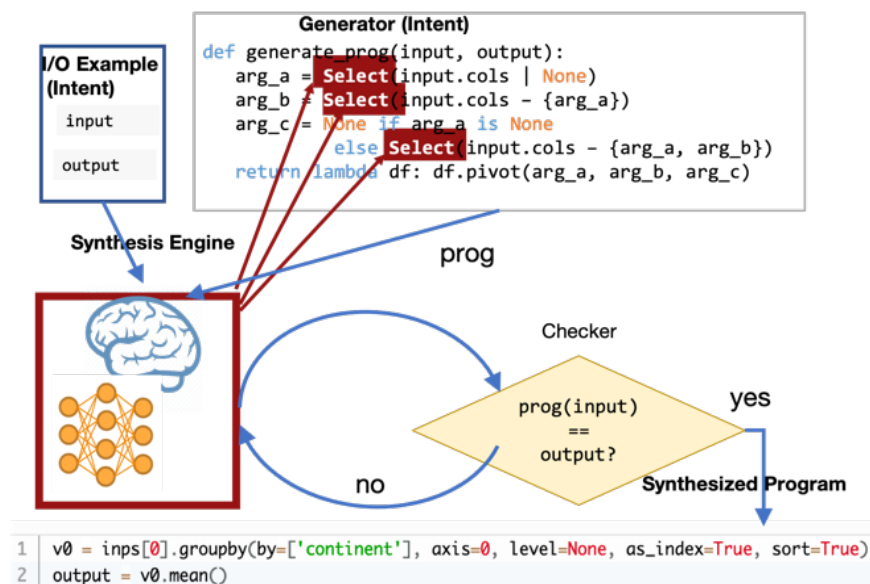 Generator (Intent)
I/O Example
(Intent)
input
output
def generate_prog(input, output):
arg_a = Select(input.cols | None)
arg_b = Select(input.cols – {arg_a})
arg_c = None if arg_a is None
else Select(input.cols – {arg_a, arg_b})
return lambda df: df.pivot(arg_a, arg_b, arg_c)
Synthesis Engine
prog
Checker
prog(input)
==
output?
yes
no
Synthesized Program
1 v0 = inps[0].groupby(by=['continent'], axis=0, level=None, as_index=True, sort=True)
2 output = v0.mean()